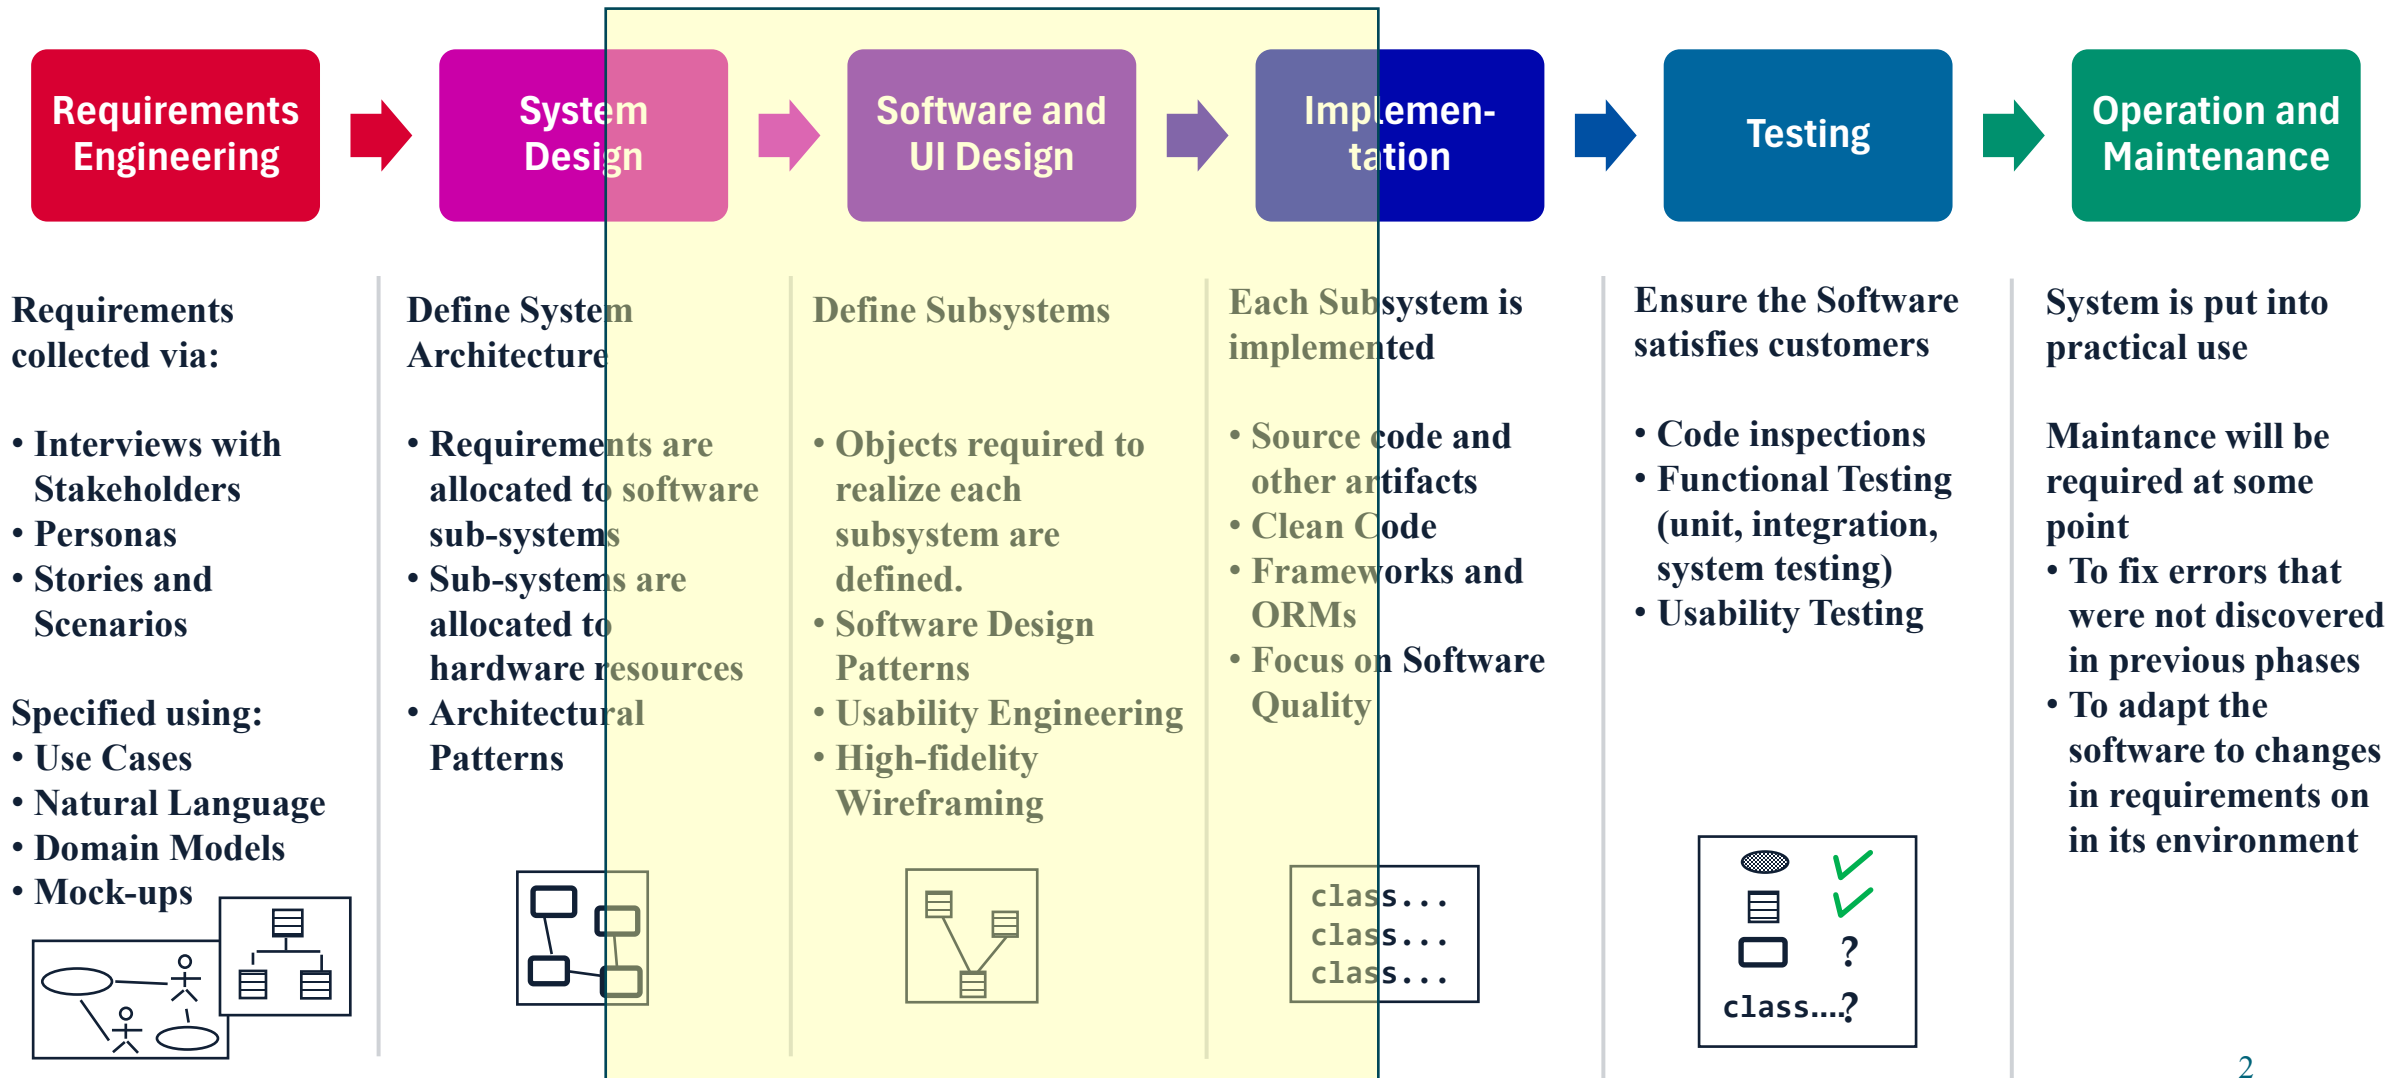 Requirements
Engineering
System
Design
Software and
UI Design
Implemen-
tation
Testing
Operation and
Maintenance
Requirements
collected via:
• Interviews with
Stakeholders
• Personas
• Stories and
Scenarios
Specified using:
• Use Cases
• Natural Language
• Domain Models
• Mock-ups
Define System
Architecture
• Requirements are
allocated to software
sub-systems
• Sub-systems are
allocated to
hardware resources
• Architectural
Patterns
Define Subsystems
• Objects required to
realize each
subsystem are
defined.
• Software Design
Patterns
• Usability Engineering
• High-fidelity
Wireframing
Each Subsystem is
implemented
• Source code and
other artifacts
• Clean Code
• Frameworks and
ORMs
• Focus on Software
Quality
class...
class...
class...
Ensure the Software
satisfies customers
• Code inspections
• Functional Testing
(unit, integration,
system testing)
• Usability Testing
?
class....?
System is put into
practical use
Maintance will be
required at some
point
• To fix errors that
were not discovered
in previous phases
• To adapt the
software to changes
in requirements on
in its environment
2